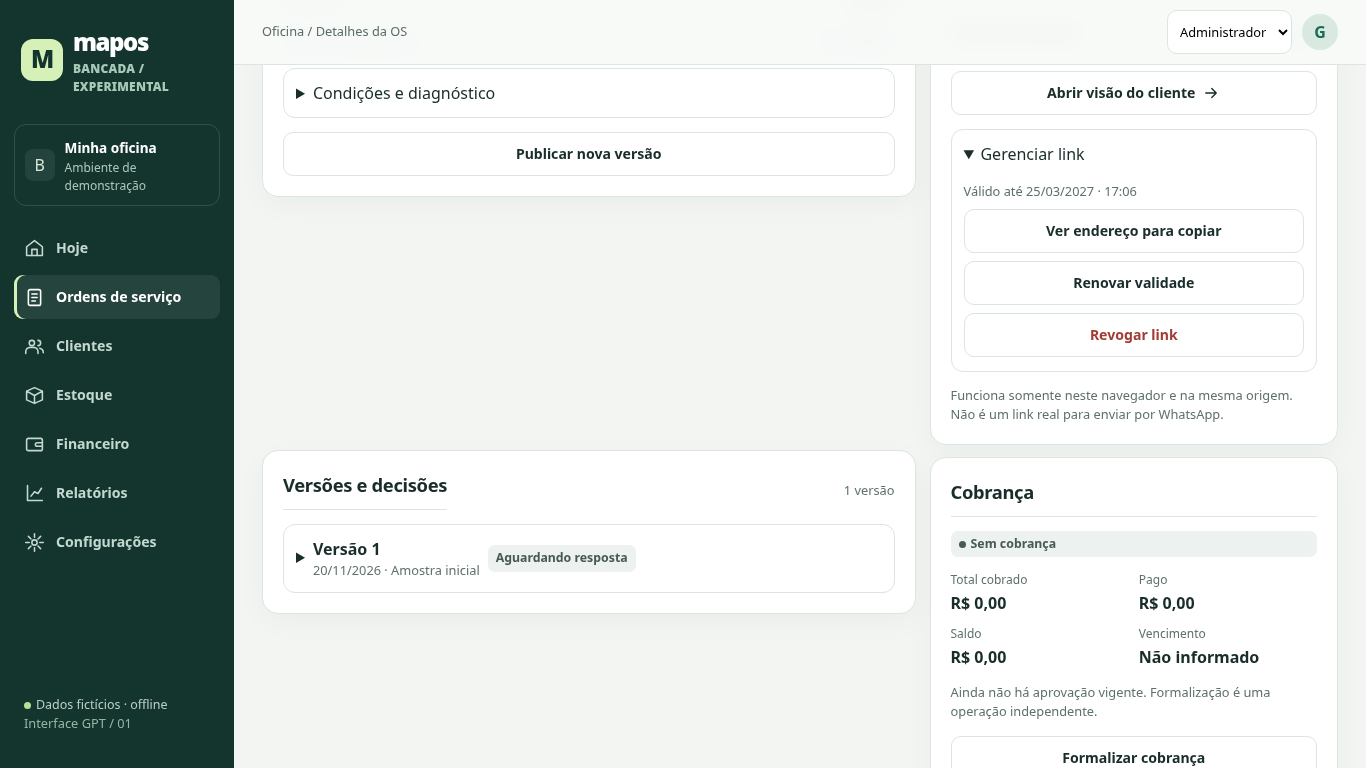 M
mapos
BANCADA /
EXPERIMENTAL
B
Minha oficina
Ambiente de
demonstração
Hoje
Ordens de serviço
Clientes
Estoque
Financeiro
Relatórios
Configurações
Dados fictícios · offline
Interface GPT / 01
Oficina / Detalhes da OS
Administrador
G
Condições e diagnóstico
Publicar nova versão
Versões e decisões
1 versão
Versão 1
20/11/2026 · Amostra inicial
Aguardando resposta
Abrir visão do cliente →
Gerenciar link
Válido até 25/03/2027 · 17:06
Ver endereço para copiar
Renovar validade
Revogar link
Funciona somente neste navegador e na mesma origem.
Não é um link real para enviar por WhatsApp.
Cobrança
Sem cobrança
Total cobrado
R$ 0,00
Pago
R$ 0,00
Saldo
R$ 0,00
Vencimento
Não informado
Ainda não há aprovação vigente. Formalização é uma
operação independente.
Formalizar cobrança